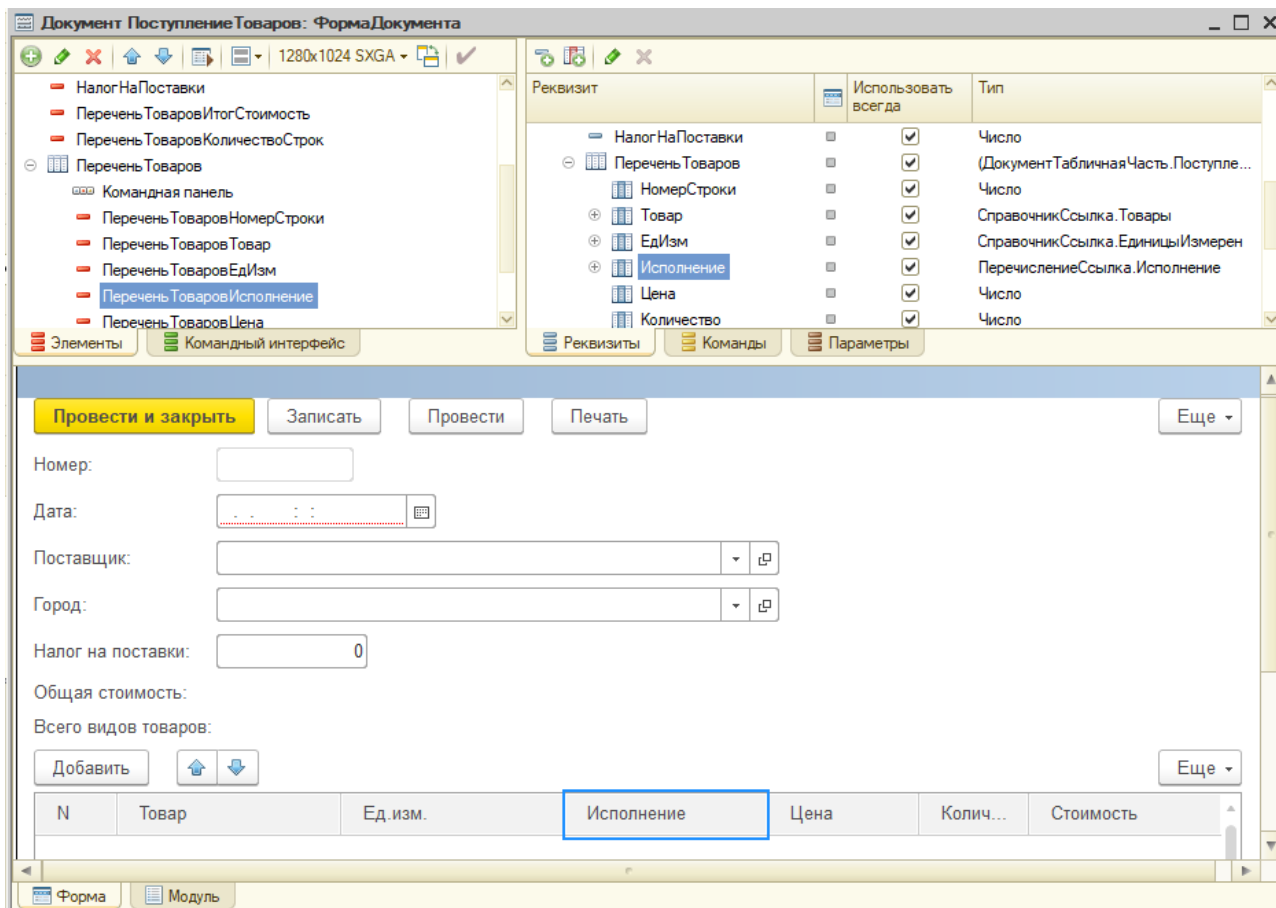 Документ ПоступлениеТоваров: ФормаДокумента
1280x1024 SXGA
НалогНаПоставки
ПереченьТоваровИтогСтоимость
ПереченьТоваровКоличествоСтрок
ПереченьТоваров
Командная панель
ПереченьТоваровНомерСтроки
ПереченьТоваровТовар
ПереченьТоваровЕдИзм
ПереченьТоваровИсполнение
ПереченьТоваровЦена
Элементы Командный интерфейс
Реквизит Использовать всегда Тип
НалогНаПоставки Число
ПереченьТоваров (ДокументТабличнаяЧасть.Поступле...
НомерСтроки Число
Товар СправочникСсылка.Товары
ЕдИзм СправочникСсылка.ЕдиницыИзмерен
Исполнение ПеречислениеСсылка.Исполнение
Цена Число
Количество Число
Реквизиты Команды Параметры
Провести и закрыть Записать Провести Печать Еще
Номер:
Дата: . . : :
Поставщик:
Город:
Налог на поставки: 0
Общая стоимость:
Всего видов товаров:
Добавить Еще
N Товар Ед.изм. Исполнение Цена Колич... Стоимость
Форма Модуль